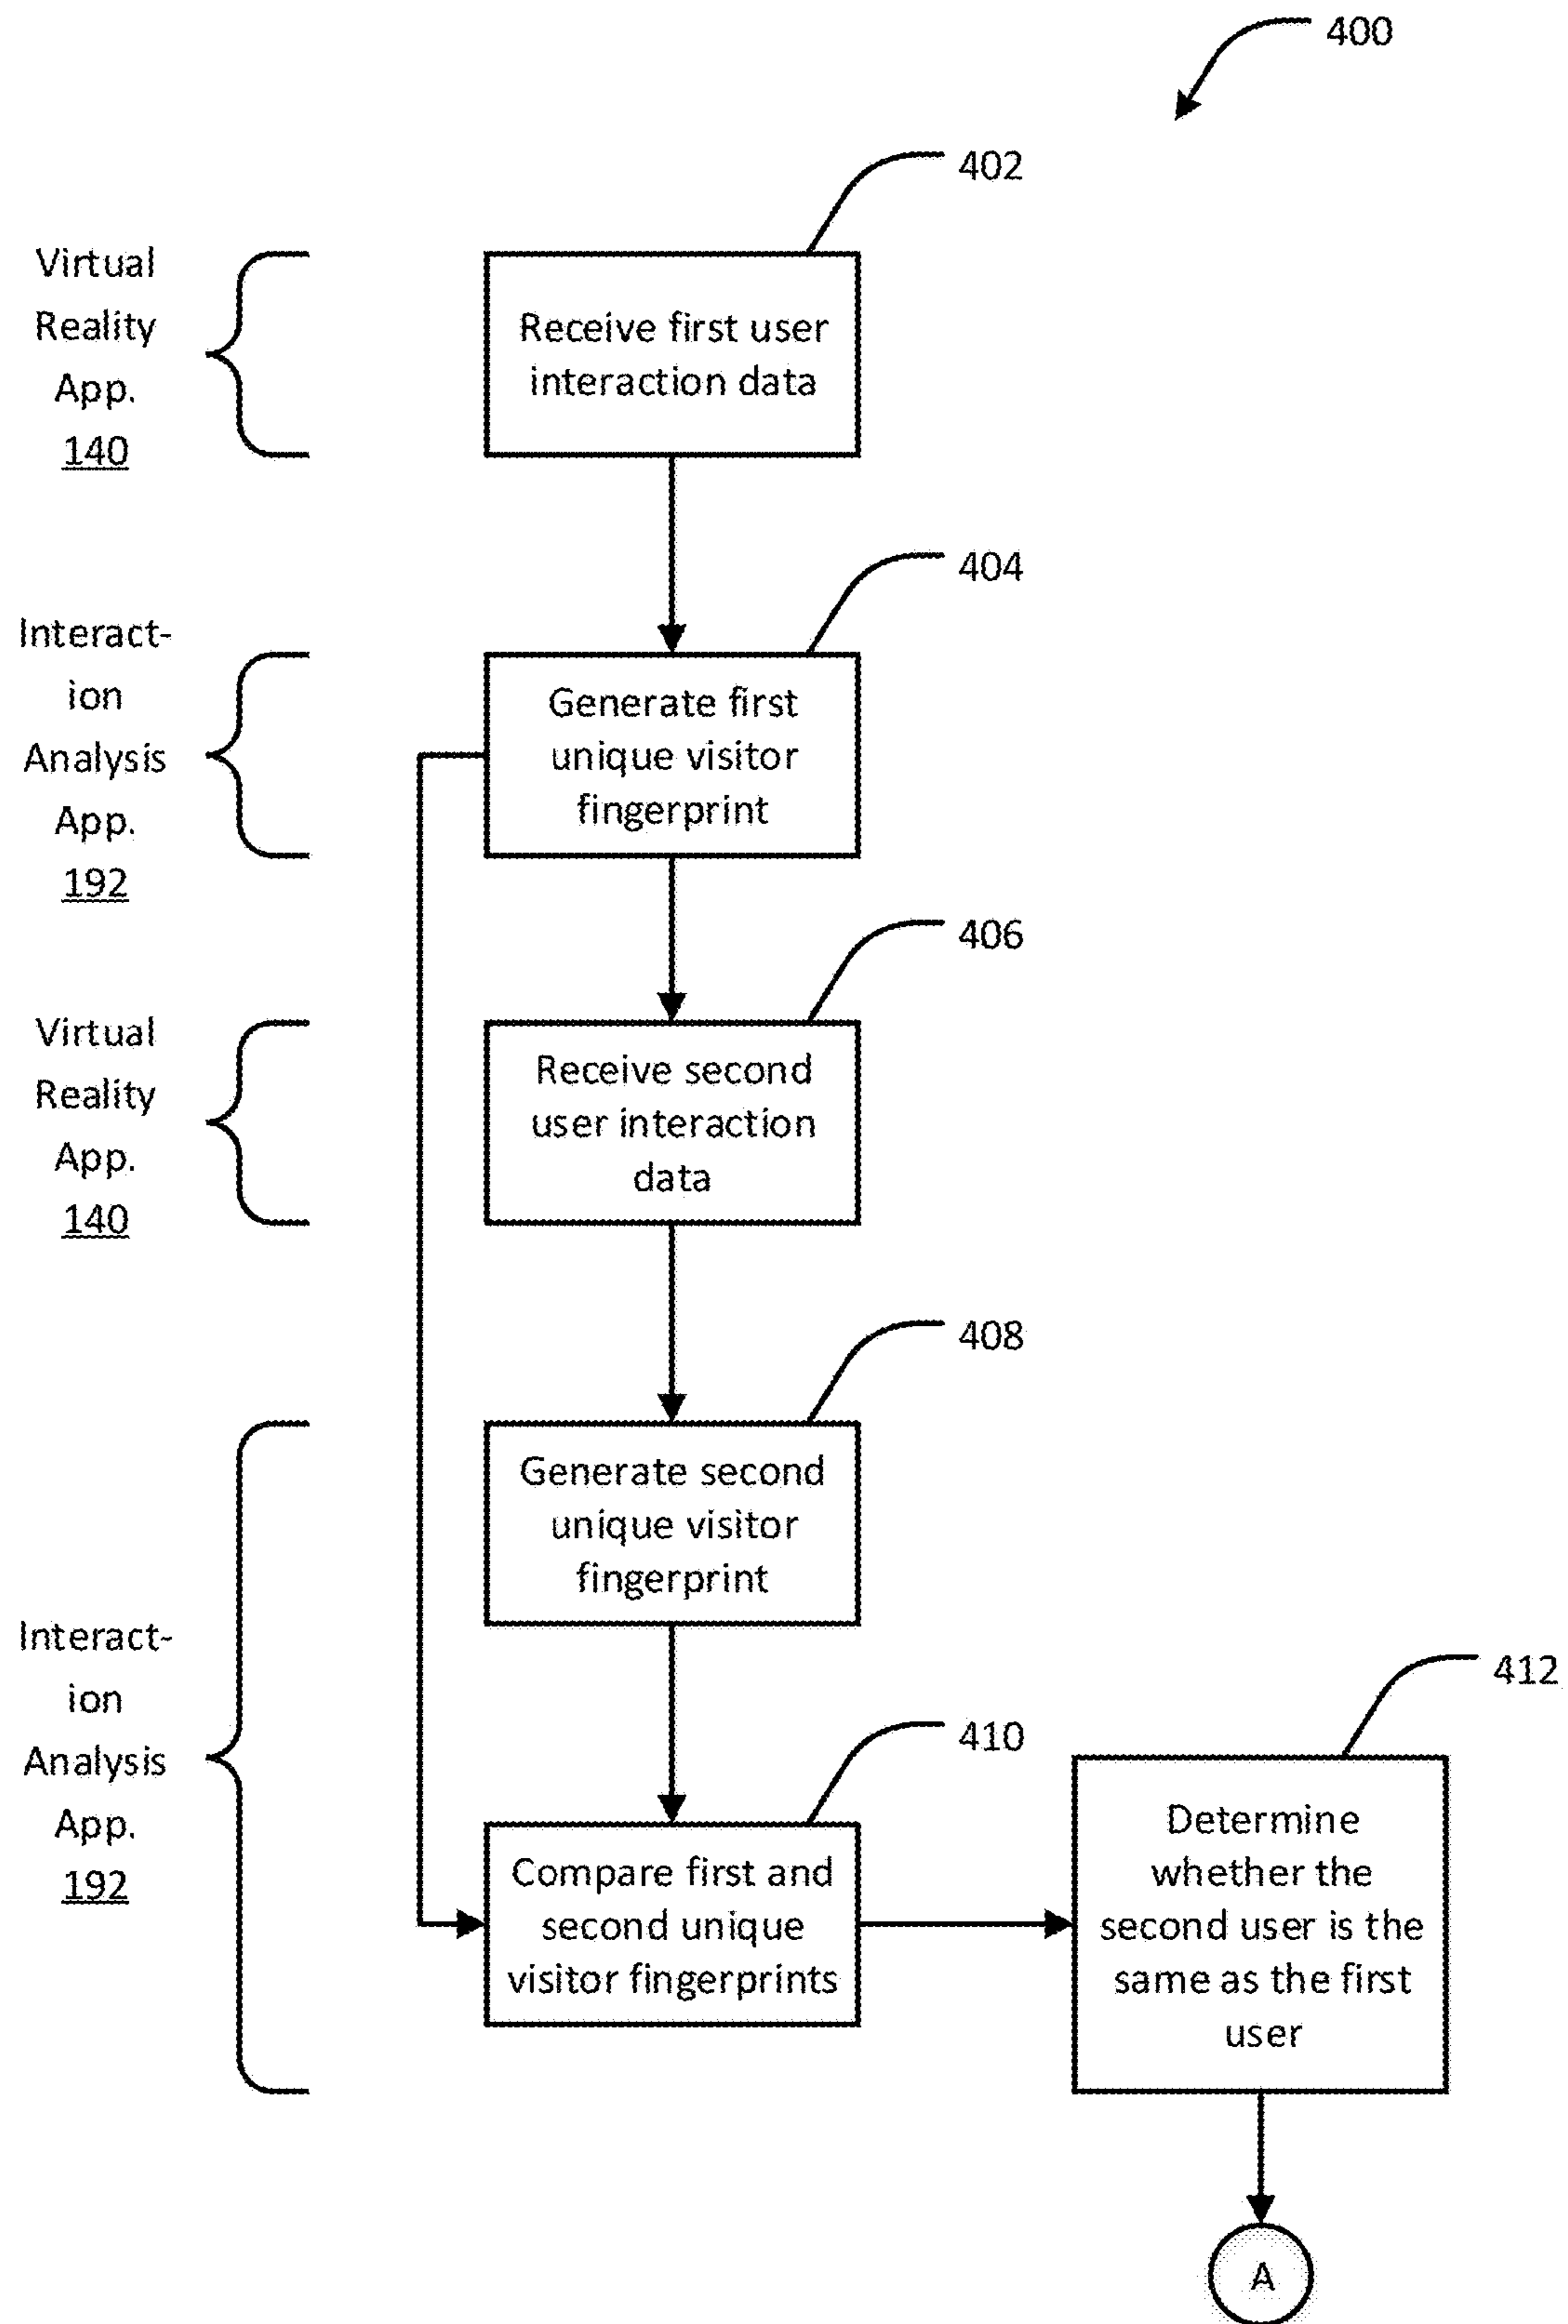 400
402
Virtual
Reality
App.
140
Receive first user
interaction data
404
Interact-
ion
Analysis
App.
192
Generate first
unique visitor
fingerprint
406
Virtual
Reality
App.
140
Receive second
user interaction
data
408
Generate second
unique visitor
fingerprint
Interact-
ion
Analysis
App.
192
410
Compare first and
second unique
visitor fingerprints
412
Determine
whether the
second user is the
same as the first
user
A